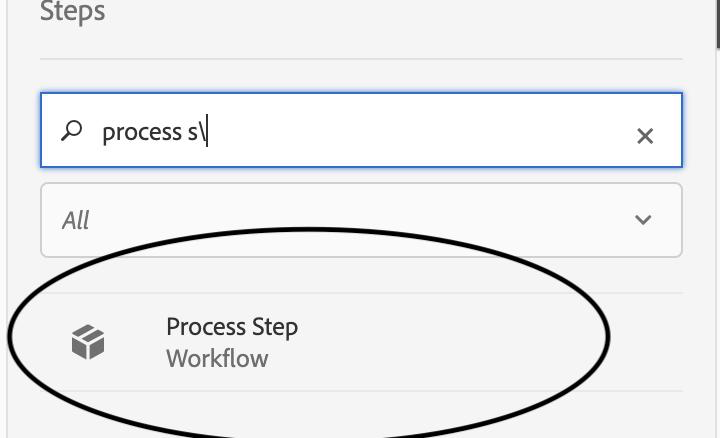 Steps
process s\
All
Process Step
Workflow